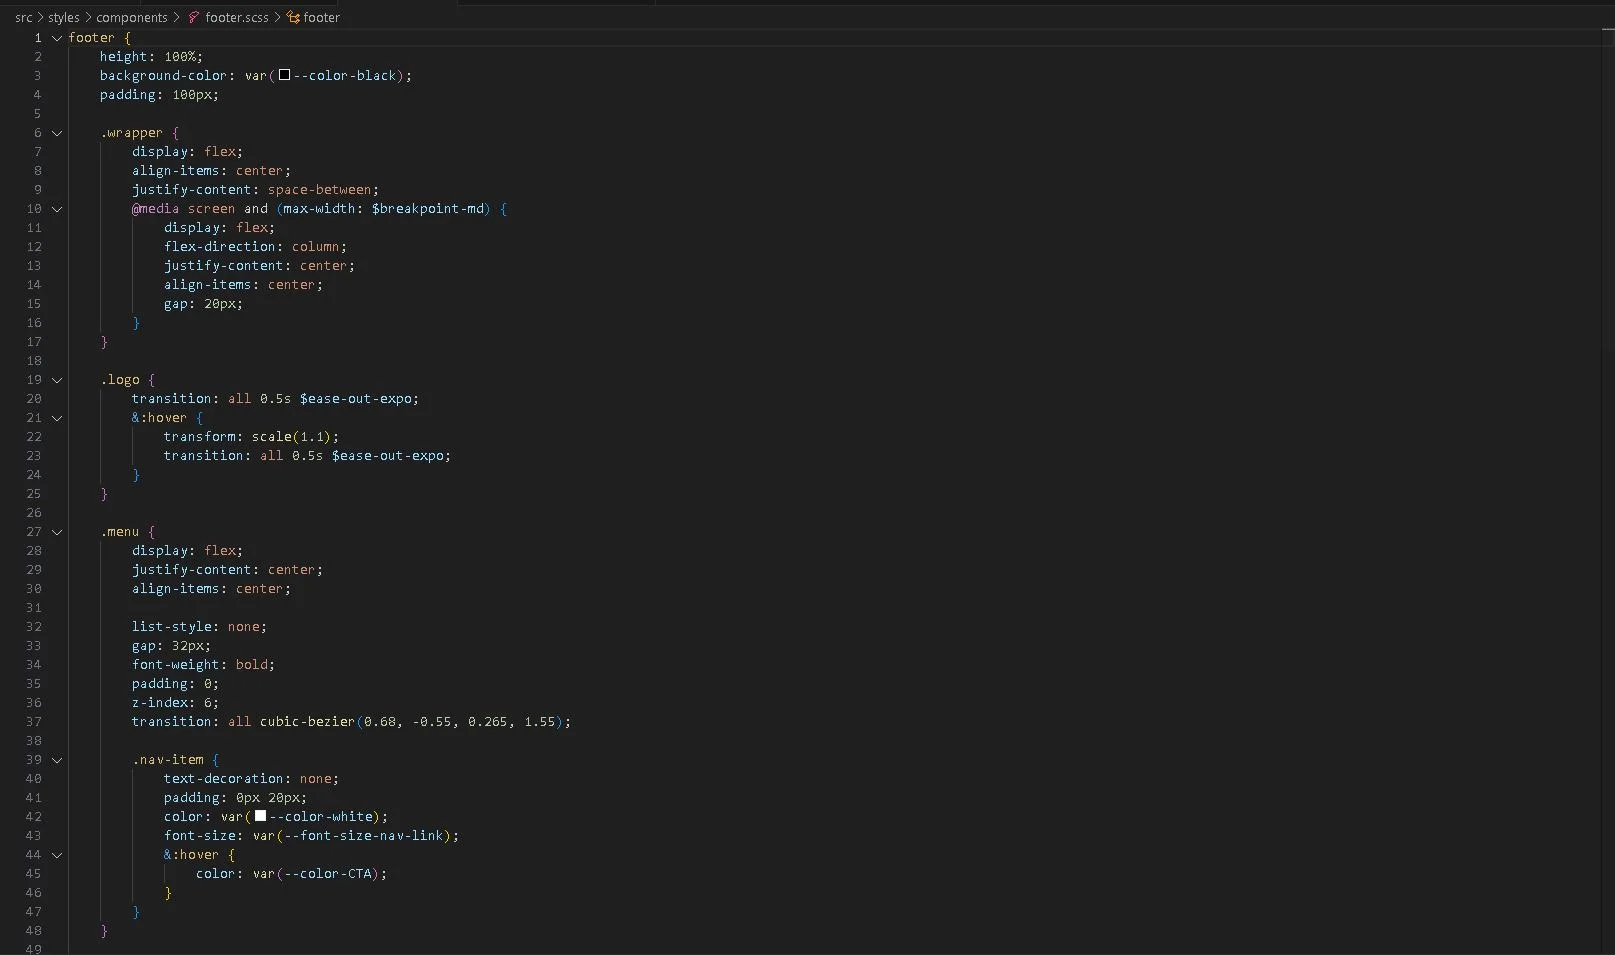 src > styles > components > footer.scss > footer
1 footer {
2     height: 100%;
3     background-color: var(--color-black);
4     padding: 100px;
5
6     .wrapper {
7         display: flex;
8         align-items: center;
9         justify-content: space-between;
10         @media screen and (max-width: $breakpoint-md) {
11             display: flex;
12             flex-direction: column;
13             justify-content: center;
14             align-items: center;
15             gap: 20px;
16         }
17     }
18
19     .logo {
20         transition: all 0.5s $ease-out-expo;
21         &:hover {
22             transform: scale(1.1);
23             transition: all 0.5s $ease-out-expo;
24         }
25     }
26
27     .menu {
28         display: flex;
29         justify-content: center;
30         align-items: center;
31
32         list-style: none;
33         gap: 32px;
34         font-weight: bold;
35         padding: 0;
36         z-index: 6;
37         transition: all cubic-bezier(0.68, -0.55, 0.265, 1.55);
38
39         .nav-item {
40             text-decoration: none;
41             padding: 0px 20px;
42             color: var(--color-white);
43             font-size: var(--font-size-nav-link);
44             &:hover {
45                 color: var(--color-CTA);
46             }
47         }
48     }
49